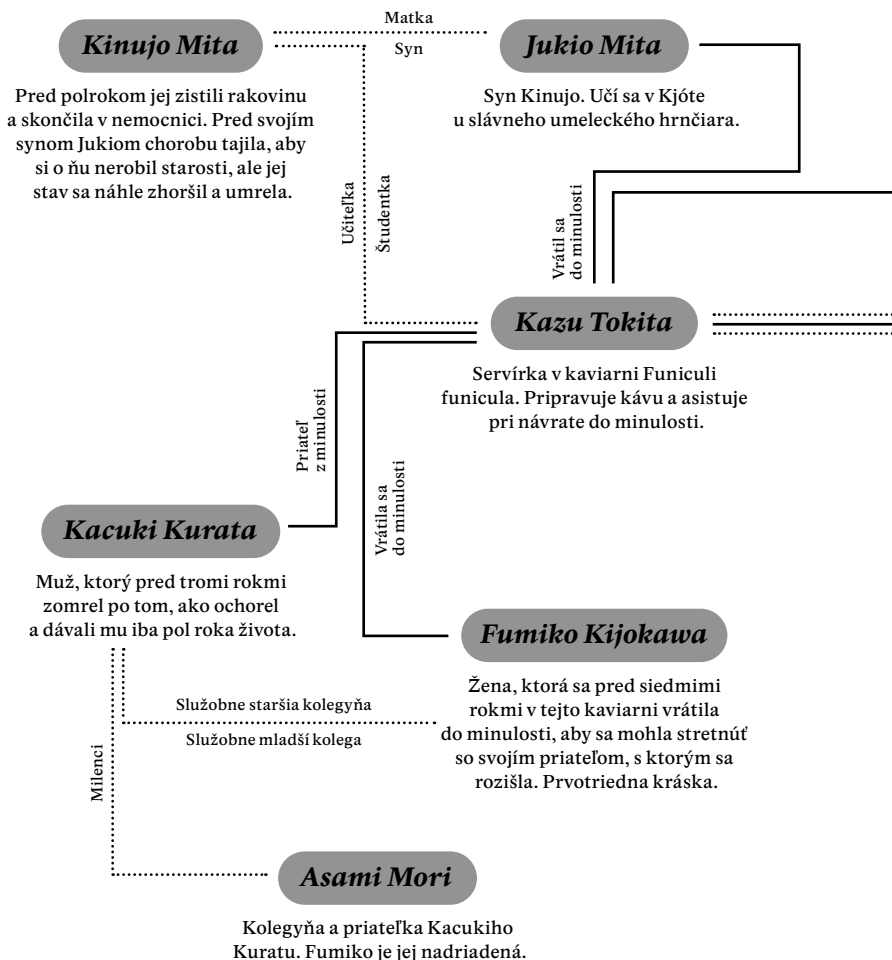 Matka
Kinujo Mita
Syn
Jukio Mita
Pred polrokom jej zistili rakovinu
a skončila v nemocnici. Pred svojím
synom Jukiom chorobu tajila, aby
si o ňu nerobil starosti, ale jej
stav sa náhle zhoršil a umrela.
Syn Kinujo. Učí sa v Kjóte
u slávneho umeleckého hrnčiara.
Učiteľka
Študentka
Vrátil sa
do minulosti
Kazu Tokita
Servírka v kaviarni Funiculi
funicula. Pripravuje kávu a asistuje
pri návrate do minulosti.
Priateľ
z minulosti
Vrátila sa
do minulosti
Kacuki Kurata
Muž, ktorý pred tromi rokmi
zomrel po tom, ako ochorel
a dávali mu iba pol roka života.
Fumiko Kijokawa
Žena, ktorá sa pred siedmimi
rokmi v tejto kaviarni vrátila
do minulosti, aby sa mohla stretnúť
so svojím priateľom, s ktorým sa
rozišla. Prvotriedna kráska.
Služobne staršia kolegyňa
Služobne mladší kolega
Milenci
Asami Mori
Kolegyňa a priateľka Kacukiho
Kuratu. Fumiko je jej nadriadená.